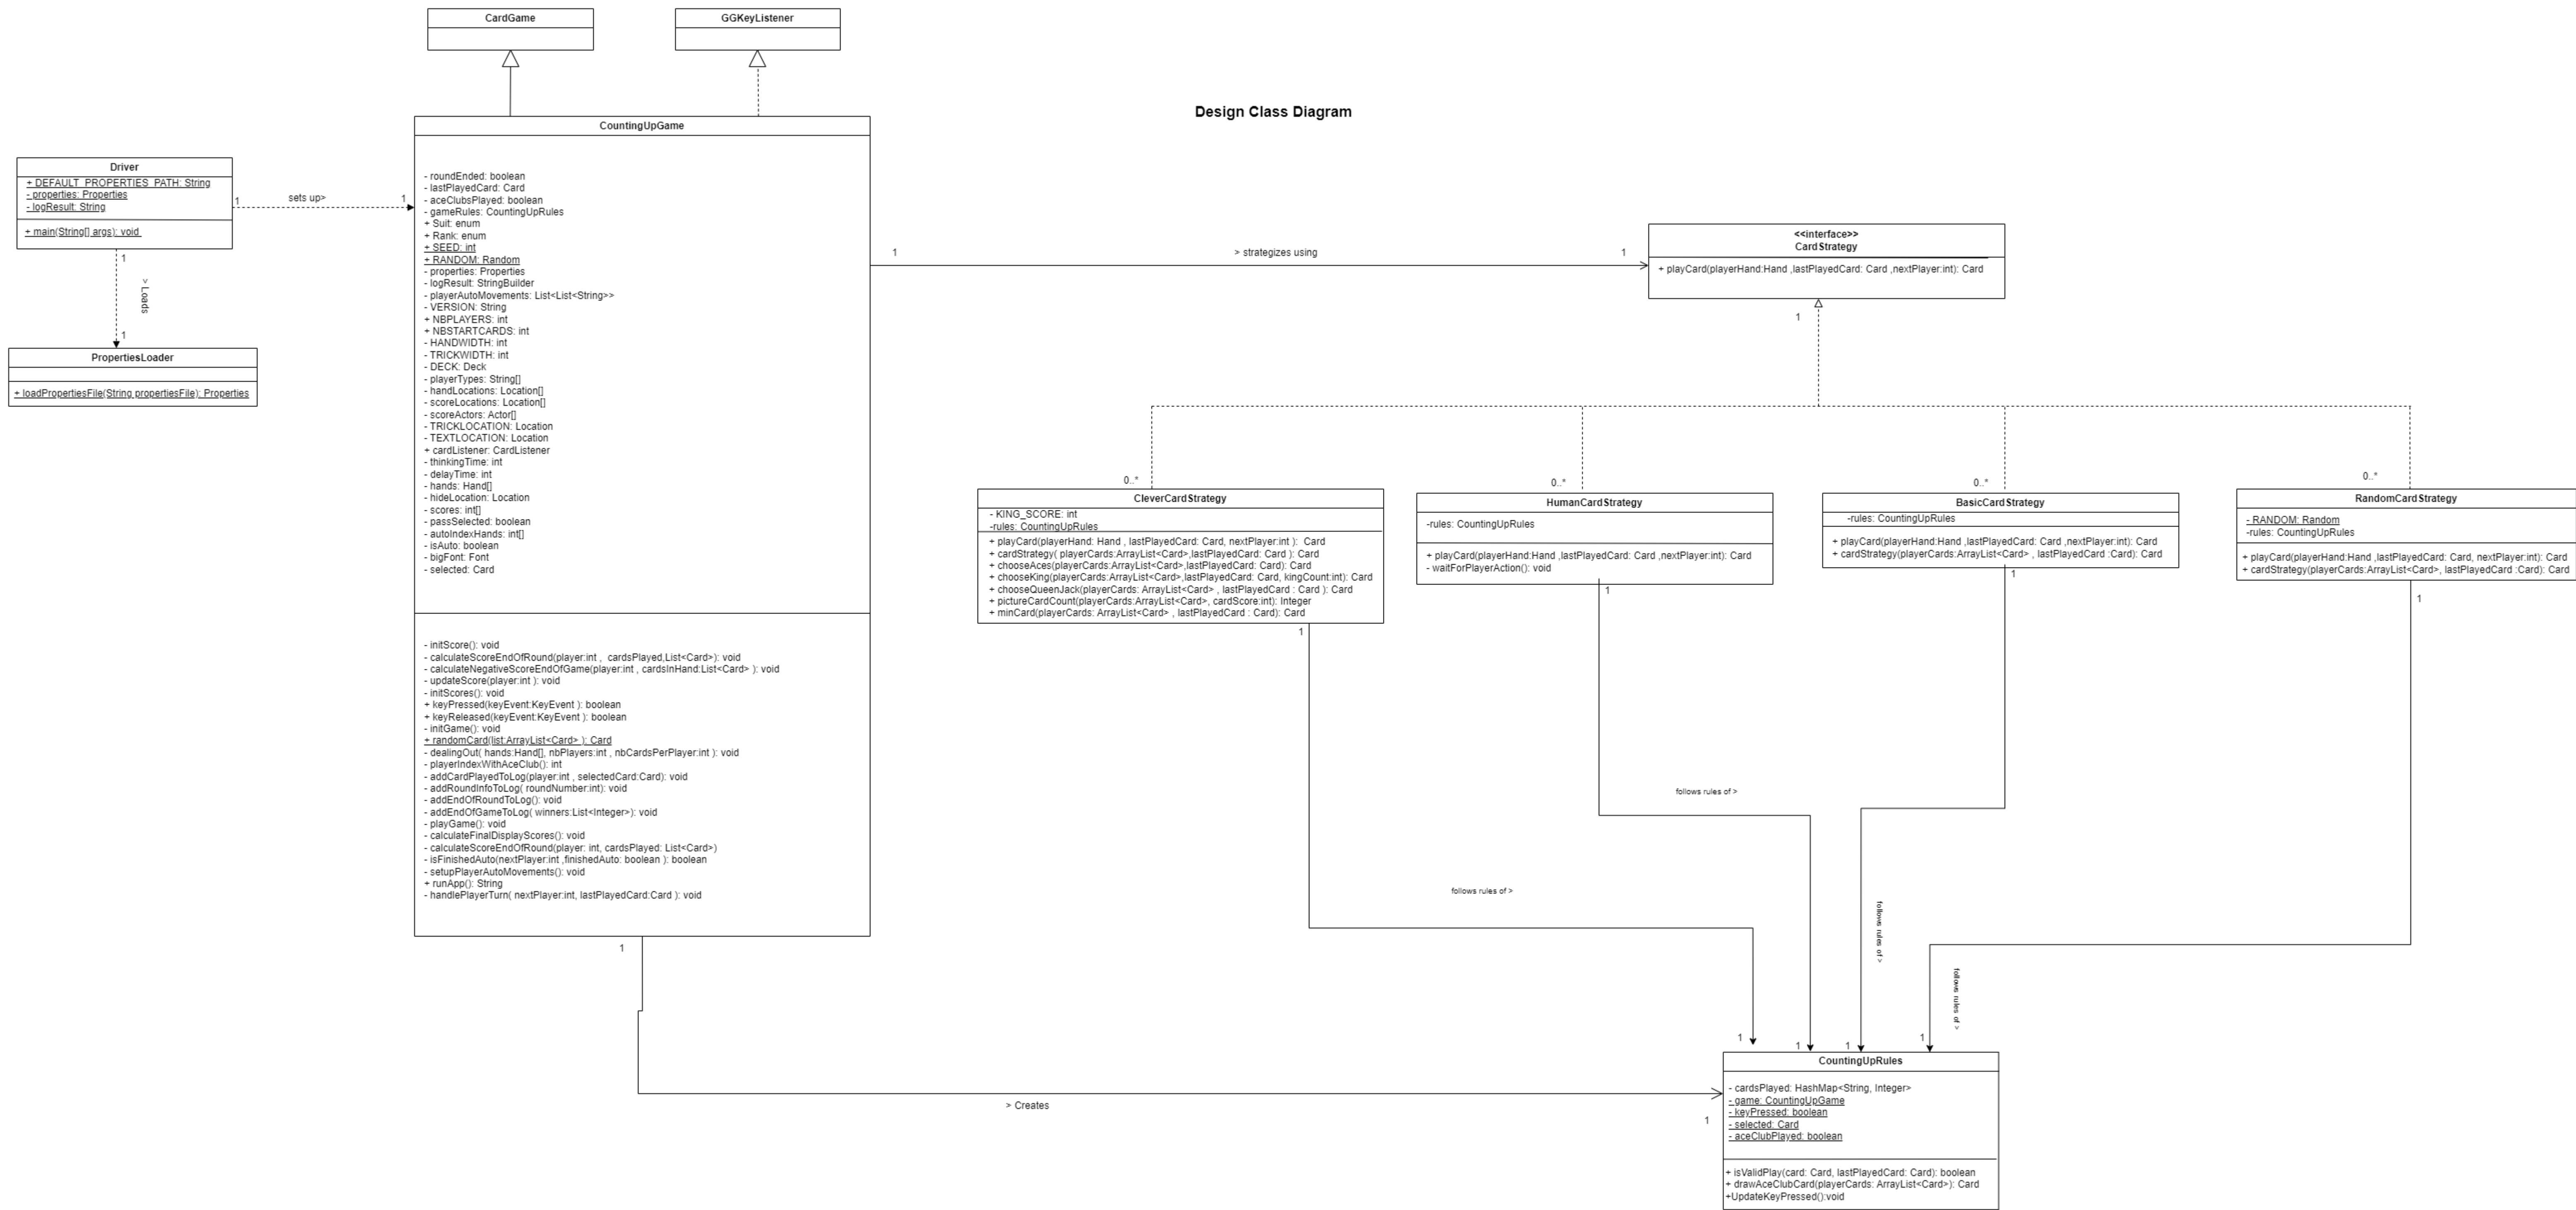 CardGame
GGKeyListener
Design Class Diagram
CountingUpGame
- roundEnded: boolean
- lastPlayedCard: Card
- aceClubsPlayed: boolean
- gameRules: CountingUpRules
+ Suit: enum
+ Rank: enum
+ SEED: int
+ RANDOM: Random
- properties: Properties
- logResult: StringBuilder
- playerAutoMovements: List<List<String>>
- VERSION: String
+ NBPLAYERS: int
+ NBSTARTCARDS: int
- HANDWIDTH: int
- TRICKWIDTH: int
- DECK: Deck
- playerTypes: String[]
- handLocations: Location[]
- scoreLocations: Location[]
- scoreActors: Actor[]
- TRICKLOCATION: Location
- TEXTLOCATION: Location
+ cardListener: CardListener
- thinkingTime: int
- delayTime: int
- hands: Hand[]
- hideLocation: Location
- scores: int[]
- passSelected: boolean
- autoIndexHands: int[]
- isAuto: boolean
- bigFont: Font
- selected: Card
- initScore(): void
- calculateScoreEndOfRound(player:int , cardsPlayed,List<Card>): void
- calculateNegativeScoreEndOfGame(player:int , cardsInHand:List<Card> ): void
- updateScore(player:int ): void
- initScores(): void
+ keyPressed(keyEvent:KeyEvent ): boolean
+ keyReleased(keyEvent:KeyEvent ): boolean
- initGame(): void
+ randomCard(list:ArrayList<Card> ): Card
- dealingOut( hands:Hand[], nbPlayers:int , nbCardsPerPlayer:int ): void
- playerIndexWithAceClub(): int
- addCardPlayedToLog(player:int , selectedCard:Card): void
- addRoundInfoToLog( roundNumber:int): void
- addEndOfRoundToLog(): void
- addEndOfGameToLog( winners:List<Integer>): void
- playGame(): void
- calculateFinalDisplayScores(): void
- calculateScoreEndOfRound(player: int, cardsPlayed: List<Card>)
- isFinishedAuto(nextPlayer:int ,finishedAuto: boolean ): boolean
- setupPlayerAutoMovements(): void
+ runApp(): String
- handlePlayerTurn( nextPlayer:int, lastPlayedCard:Card ): void
Driver
+ DEFAULT_PROPERTIES_PATH: String
- properties: Properties
- logResult: String
+ main(String[] args): void
1
sets up>
1
1
> Loads
1
PropertiesLoader
+ loadPropertiesFile(String propertiesFile): Properties
1
> strategizes using
1
<<interface>>
CardStrategy
+ playCard(playerHand:Hand ,lastPlayedCard: Card ,nextPlayer:int): Card
1
0..*
0..*
0..*
0..*
CleverCardStrategy
- KING_SCORE: int
-rules: CountingUpRules
+ playCard(playerHand: Hand , lastPlayedCard: Card, nextPlayer:int ): Card
+ cardStrategy( playerCards:ArrayList<Card>,lastPlayedCard: Card ): Card
+ chooseAces(playerCards:ArrayList<Card>,lastPlayedCard: Card): Card
+ chooseKing(playerCards:ArrayList<Card>,lastPlayedCard: Card, kingCount:int): Card
+ chooseQueenJack(playerCards: ArrayList<Card> , lastPlayedCard : Card ): Card
+ pictureCardCount(playerCards:ArrayList<Card>, cardScore:int): Integer
+ minCard(playerCards: ArrayList<Card> , lastPlayedCard : Card): Card
HumanCardStrategy
-rules: CountingUpRules
+ playCard(playerHand:Hand ,lastPlayedCard: Card ,nextPlayer:int): Card
- waitForPlayerAction(): void
BasicCardStrategy
-rules: CountingUpRules
+ playCard(playerHand:Hand ,lastPlayedCard: Card ,nextPlayer:int): Card
+ cardStrategy(playerCards:ArrayList<Card> , lastPlayedCard :Card): Card
RandomCardStrategy
- RANDOM: Random
-rules: CountingUpRules
+ playCard(playerHand:Hand ,lastPlayedCard: Card, nextPlayer:int): Card
+ cardStrategy(playerCards:ArrayList<Card>, lastPlayedCard :Card): Card
1
1
1
1
follows rules of >
follows rules of >
follows rules of >
follows rules of >
1
1
1
1
1
> Creates
1
CountingUpRules
- cardsPlayed: HashMap<String, Integer>
- game: CountingUpGame
- keyPressed: boolean
- selected: Card
- aceClubPlayed: boolean
+ isValidPlay(card: Card, lastPlayedCard: Card): boolean
+ drawAceClubCard(playerCards: ArrayList<Card>): Card
+UpdateKeyPressed():void